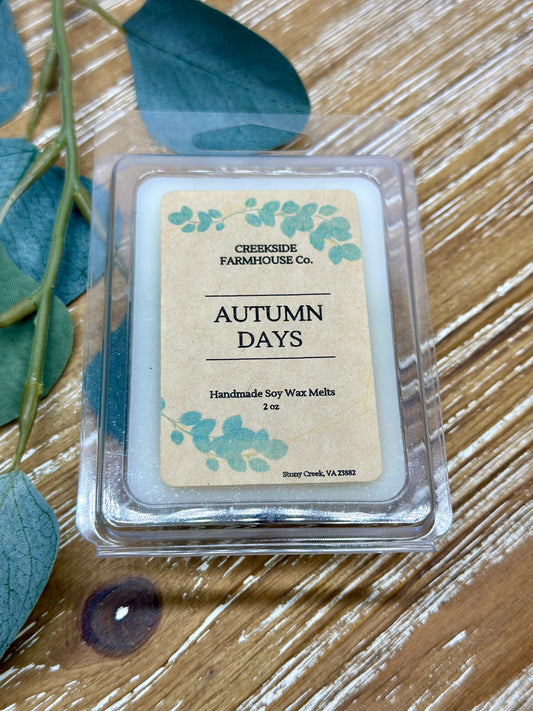 CREEKSIDE
FARMHOUSE Co.
AUTUMN
DAYS
Handmade Soy Wax Melts
2 oz
Stony Creek, VA 23882